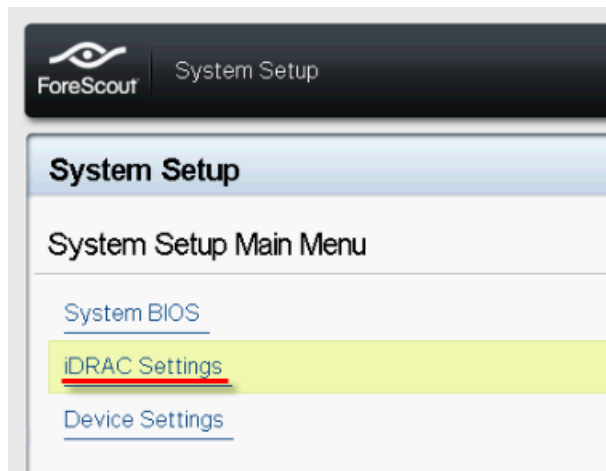 ForeScout
System Setup
System Setup
System Setup Main Menu
System BIOS
iDRAC Settings
Device Settings